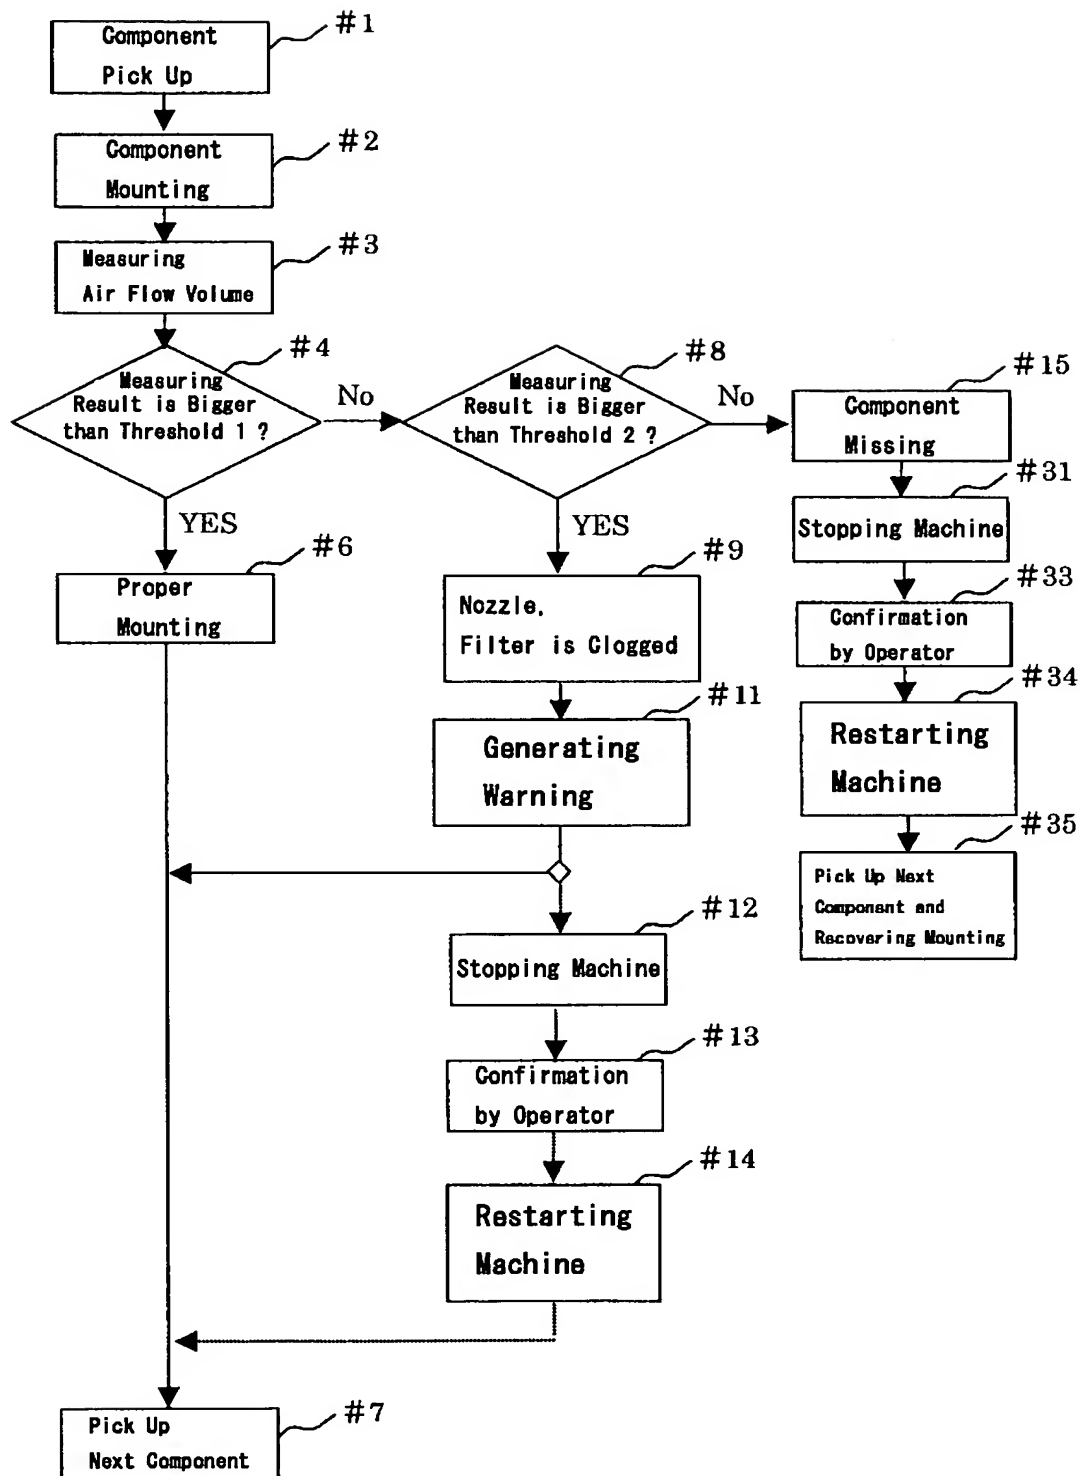 #1
Component
Pick Up
#2
Component
Mounting
#3
Measuring
Air Flow Volume
#4
Measuring
Result is Bigger
than Threshold 1 ?
No
YES
#8
Measuring
Result is Bigger
than Threshold 2 ?
No
YES
#15
Component
Missing
#31
Stopping Machine
#33
Confirmation
by Operator
#34
Restarting
Machine
#35
Pick Up Next
Component and
Recovering Mounting
#6
Proper
Mounting
#9
Nozzle,
Filter is Clogged
#11
Generating
Warning
#12
Stopping Machine
#13
Confirmation
by Operator
#14
Restarting
Machine
#7
Pick Up
Next Component